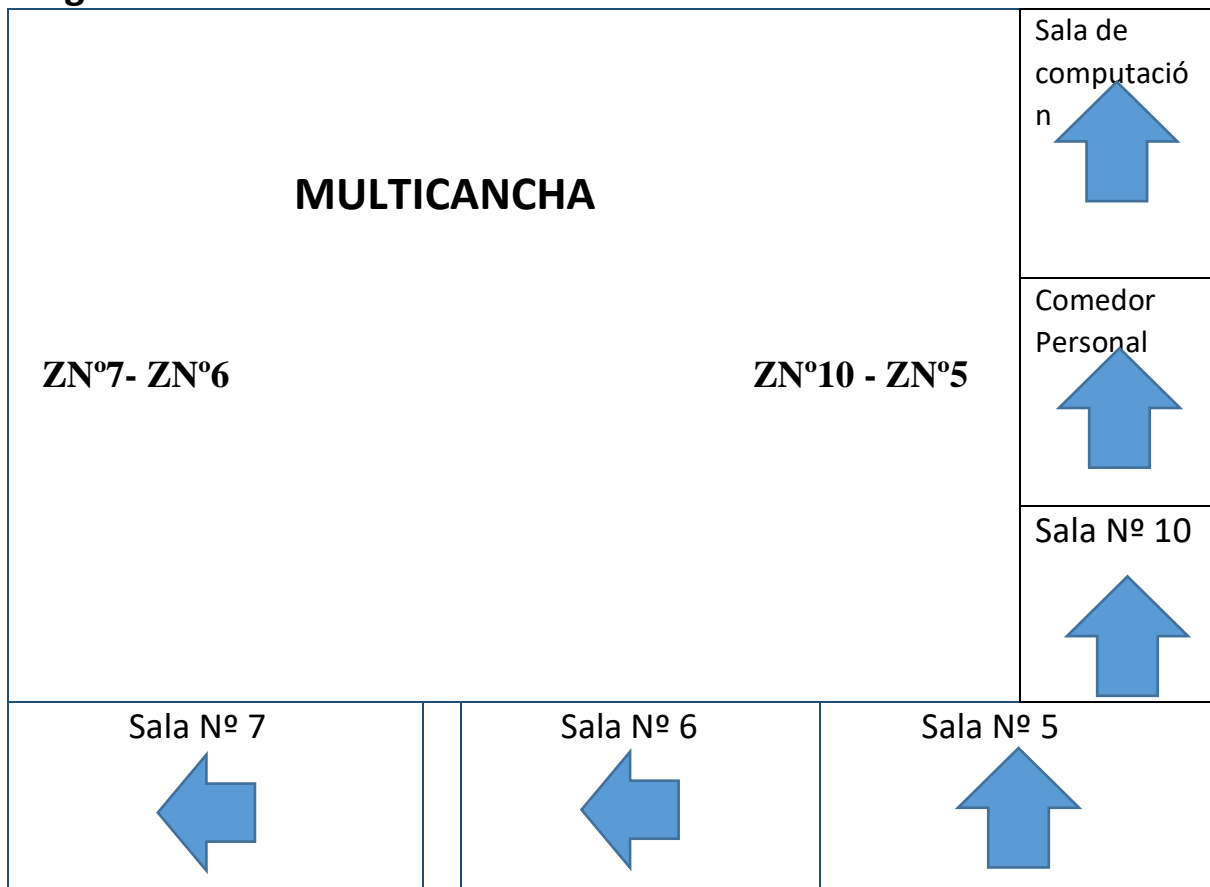 Sala de
computació
n
MULTICANCHA
Comedor
Personal
ZNº7- ZNº6
ZNº10 - ZNº5
Sala Nº 10
Sala Nº 7
Sala Nº 6
Sala Nº 5